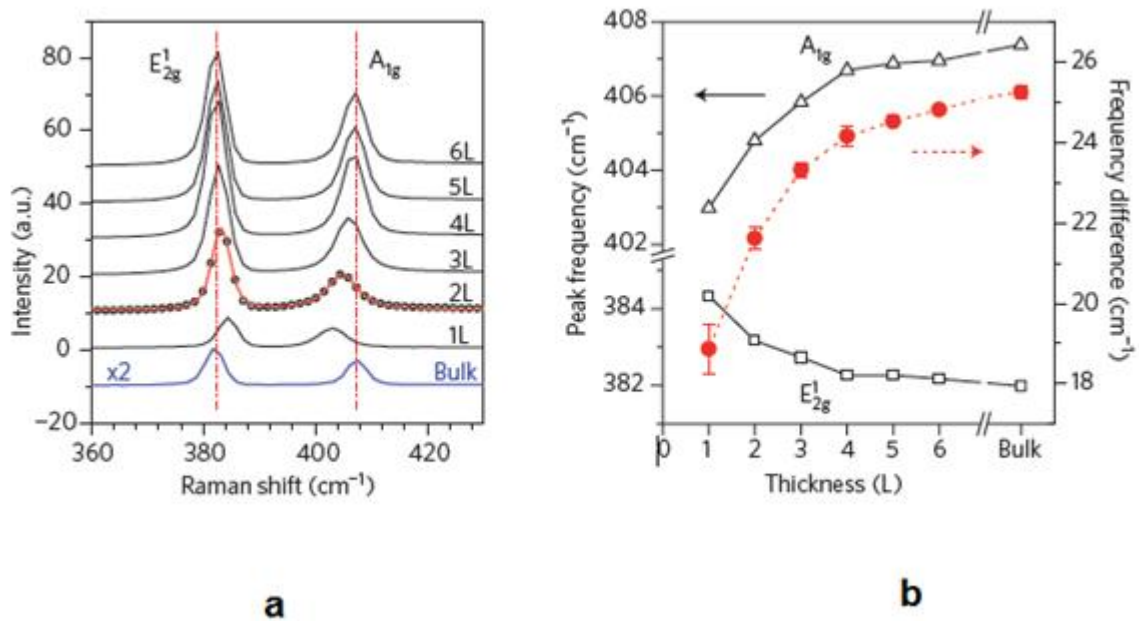 80
60
40
20
0
−20
Intensity (a.u.)
E¹₂g
A₁g
6L
5L
4L
3L
2L
1L
×2
Bulk
360
380
400
420
Raman shift (cm⁻¹)
a
408
406
404
402
384
382
Peak frequency (cm⁻¹)
A₁g
E¹₂g
26
24
22
20
18
Frequency difference (cm⁻¹)
0
1
2
3
4
5
6
Bulk
Thickness (L)
b